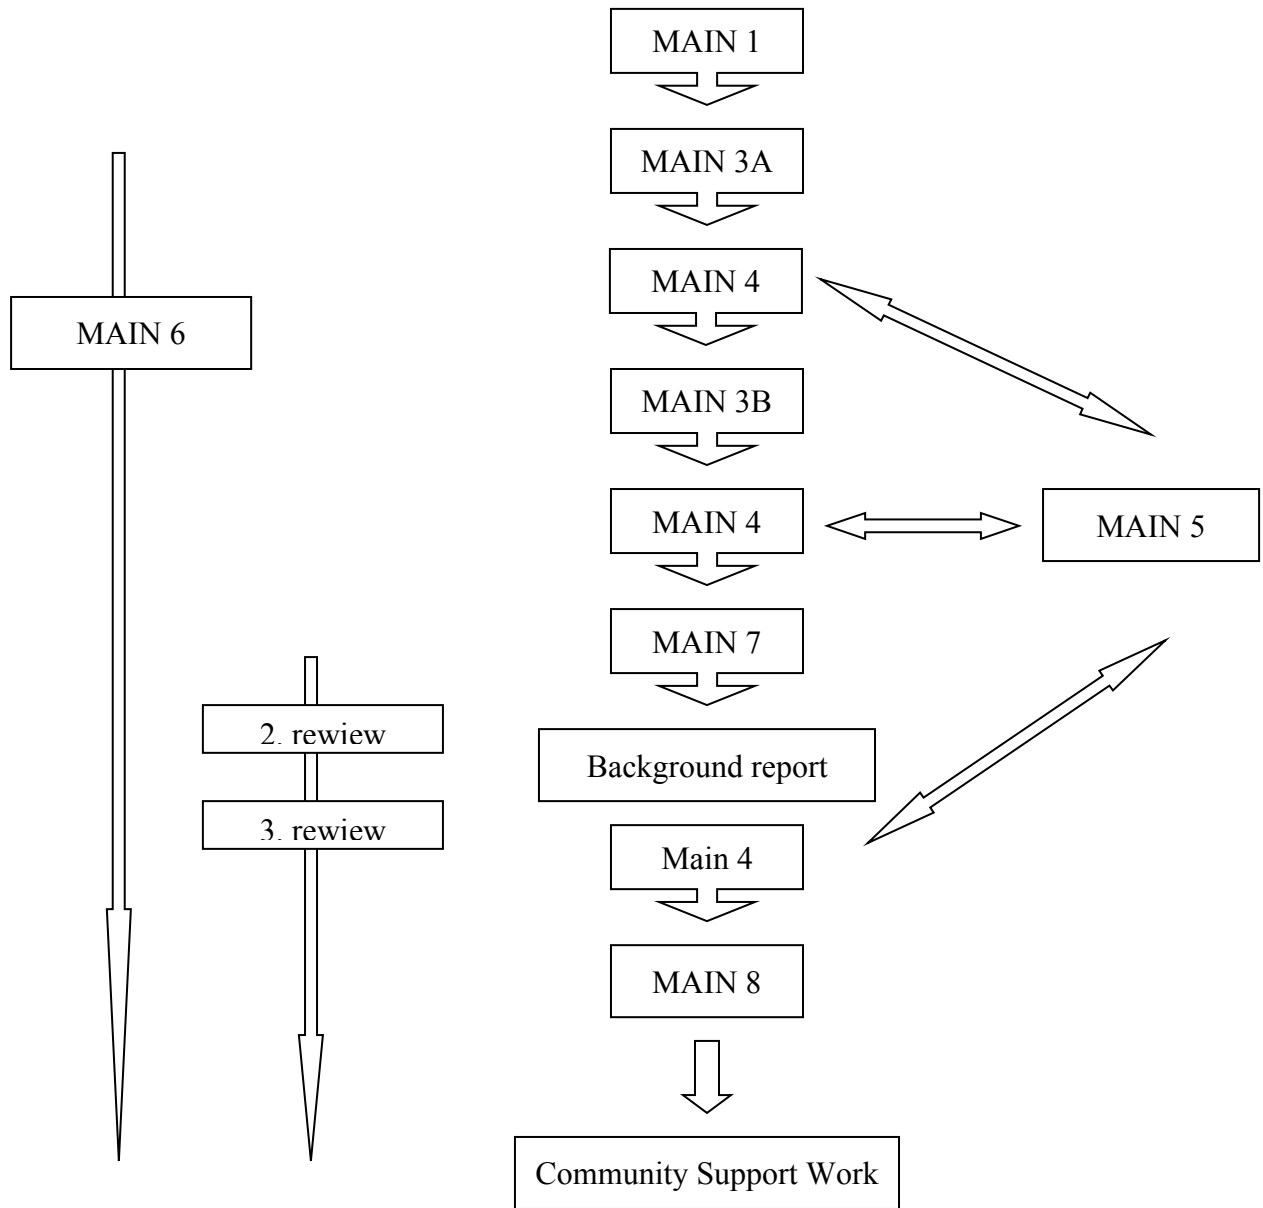 MAIN 1
MAIN 3A
MAIN 4
MAIN 6
MAIN 3B
MAIN 4
MAIN 5
MAIN 7
2. rewiew
Background report
3. rewiew
Main 4
MAIN 8
Community Support Work